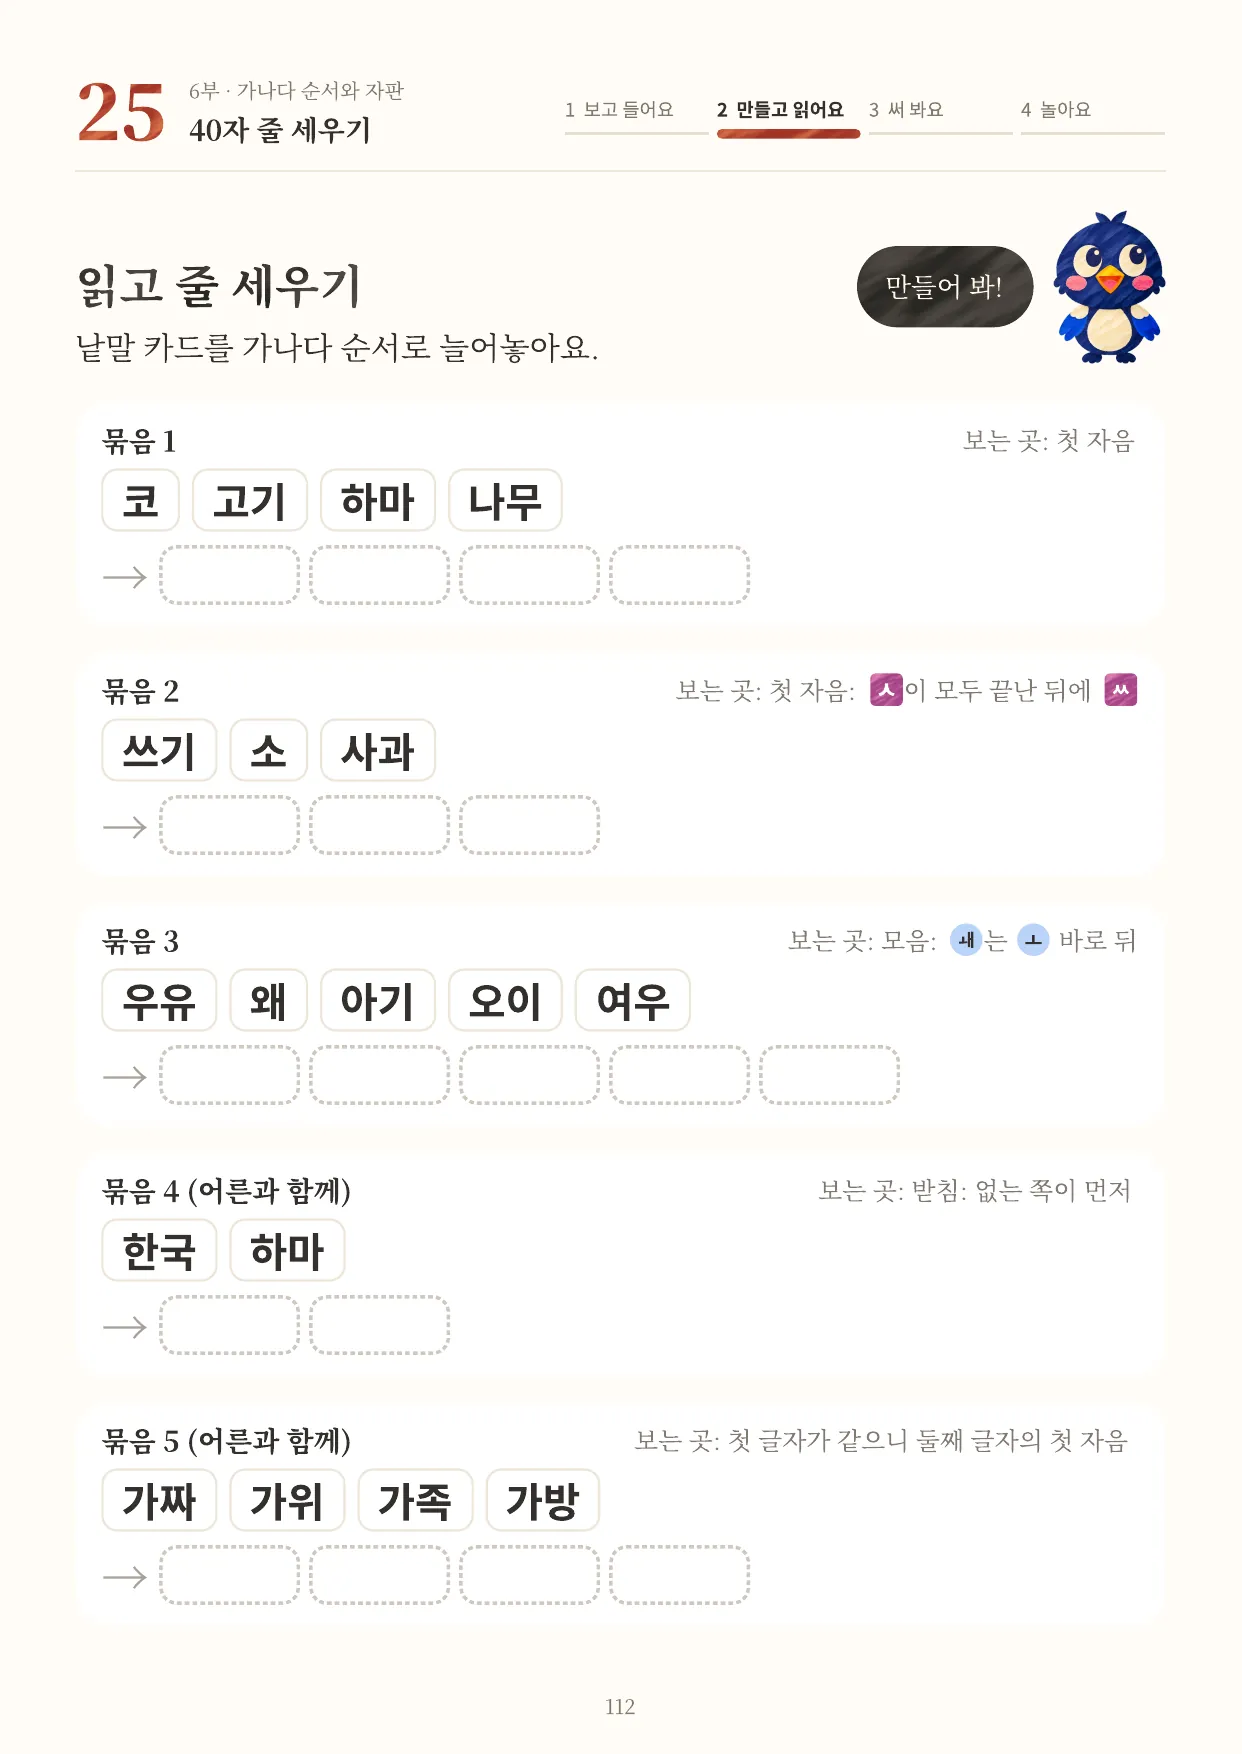 25
6부 · 가나다 순서와 자판
40자 줄 세우기
1 보고 들어요
2 만들고 읽어요
3 써 봐요
4 놀아요
읽고 줄 세우기
만들어 봐!
낱말 카드를 가나다 순서로 늘어놓아요.
묶음 1
보는 곳: 첫 자음
코 고기 하마 나무
→
묶음 2
보는 곳: 첫 자음: ㅅ이 모두 끝난 뒤에 ㅆ
쓰기 소 사과
→
묶음 3
보는 곳: 모음: ㅙ는 ㅗ 바로 뒤
우유 왜 아기 오이 여우
→
묶음 4 (어른과 함께)
보는 곳: 받침: 없는 쪽이 먼저
한국 하마
→
묶음 5 (어른과 함께)
보는 곳: 첫 글자가 같으니 둘째 글자의 첫 자음
가짜 가위 가족 가방
→
112